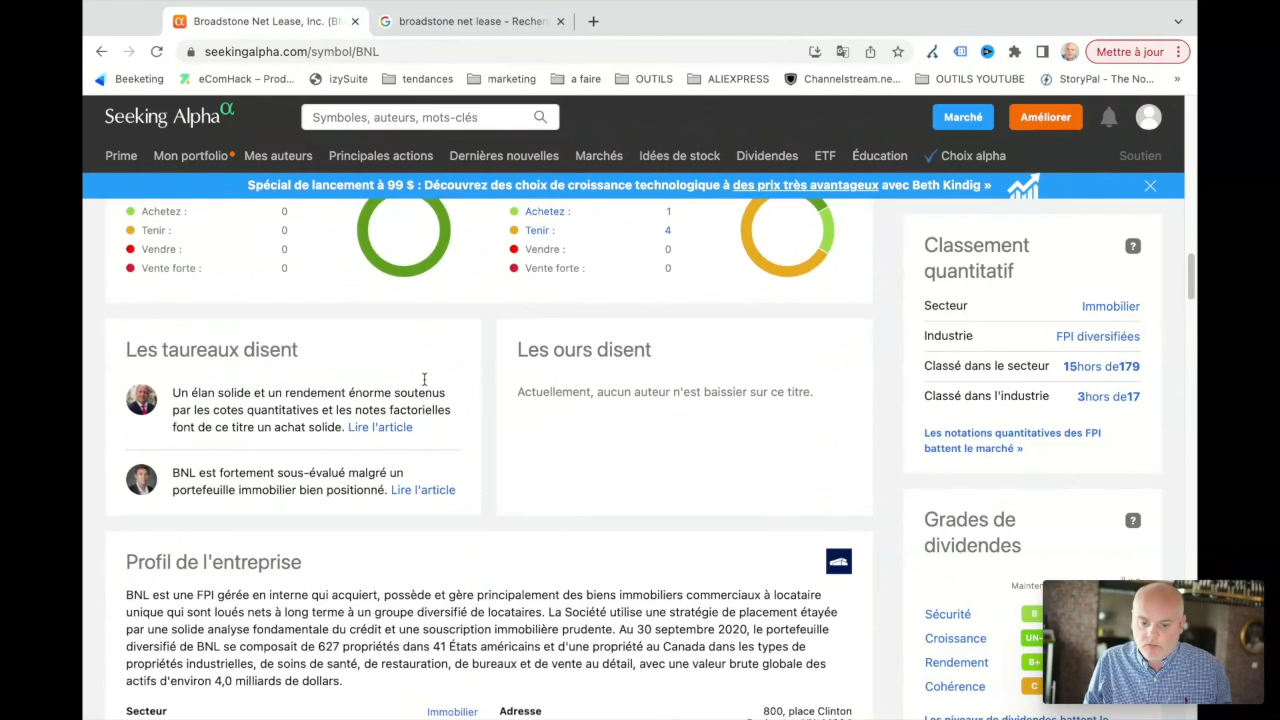 Broadstone Net Lease, Inc. (BN
broadstone net lease - Recher
seekingalpha.com/symbol/BNL
Mettre à jour
Beeketing
eComHack – Prod...
izySuite
tendances
marketing
a faire
OUTILS
ALIEXPRESS
Channelstream.ne...
OUTILS YOUTUBE
StoryPal - The No...
»
Seeking Alpha α
Symboles, auteurs, mots-clés
Marché
Améliorer
Prime
Mon portfolio
Mes auteurs
Principales actions
Dernières nouvelles
Marchés
Idées de stock
Dividendes
ETF
Éducation
Choix alpha
Soutien
Spécial de lancement à 99 $ : Découvrez des choix de croissance technologique à des prix très avantageux avec Beth Kindig »
Achetez : 0
Tenir : 0
Vendre : 0
Vente forte : 0
Achetez : 1
Tenir : 4
Vendre : 0
Vente forte : 0
Les taureaux disent
Un élan solide et un rendement énorme soutenus
par les cotes quantitatives et les notes factorielles
font de ce titre un achat solide. Lire l'article
BNL est fortement sous-évalué malgré un
portefeuille immobilier bien positionné. Lire l'article
Les ours disent
Actuellement, aucun auteur n'est baissier sur ce titre.
Profil de l'entreprise
BNL est une FPI gérée en interne qui acquiert, possède et gère principalement des biens immobiliers commerciaux à locataire
unique qui sont loués nets à long terme à un groupe diversifié de locataires. La Société utilise une stratégie de placement étayée
par une solide analyse fondamentale du crédit et une souscription immobilière prudente. Au 30 septembre 2020, le portefeuille
diversifié de BNL se composait de 627 propriétés dans 41 États américains et d'une propriété au Canada dans les types de
propriétés industrielles, de soins de santé, de restauration, de bureaux et de vente au détail, avec une valeur brute globale des
actifs d'environ 4,0 milliards de dollars.
Secteur Immobilier
Adresse 800, place Clinton
Classement
quantitatif
?
Secteur Immobilier
Industrie FPI diversifiées
Classé dans le secteur 15hors de179
Classé dans l'industrie 3hors de17
Les notations quantitatives des FPI
battent le marché »
Grades de
dividendes
?
Sécurité B
Croissance UN-
Rendement B+
Cohérence C